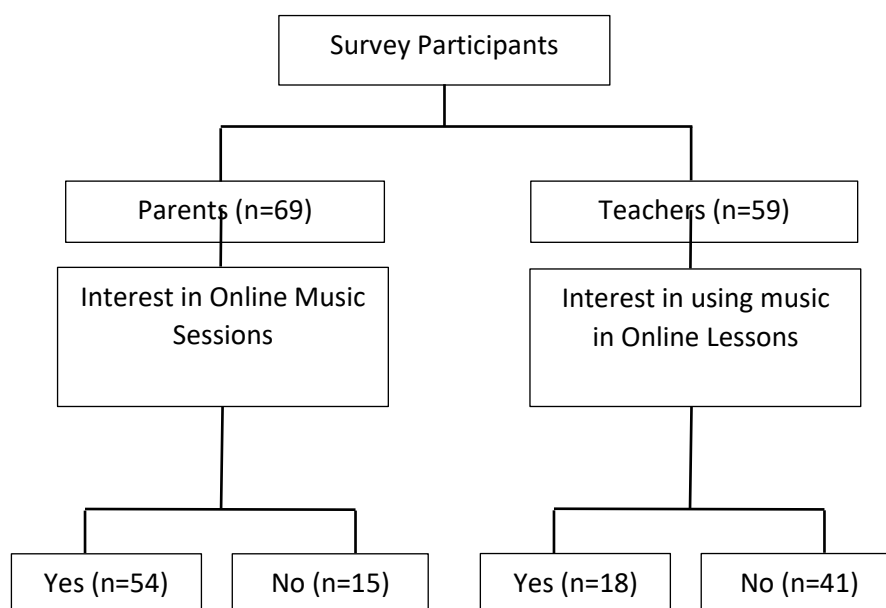 Survey Participants
Parents (n=69)
Teachers (n=59)
Interest in Online Music
Sessions
Interest in using music
in Online Lessons
Yes (n=54)
No (n=15)
Yes (n=18)
No (n=41)